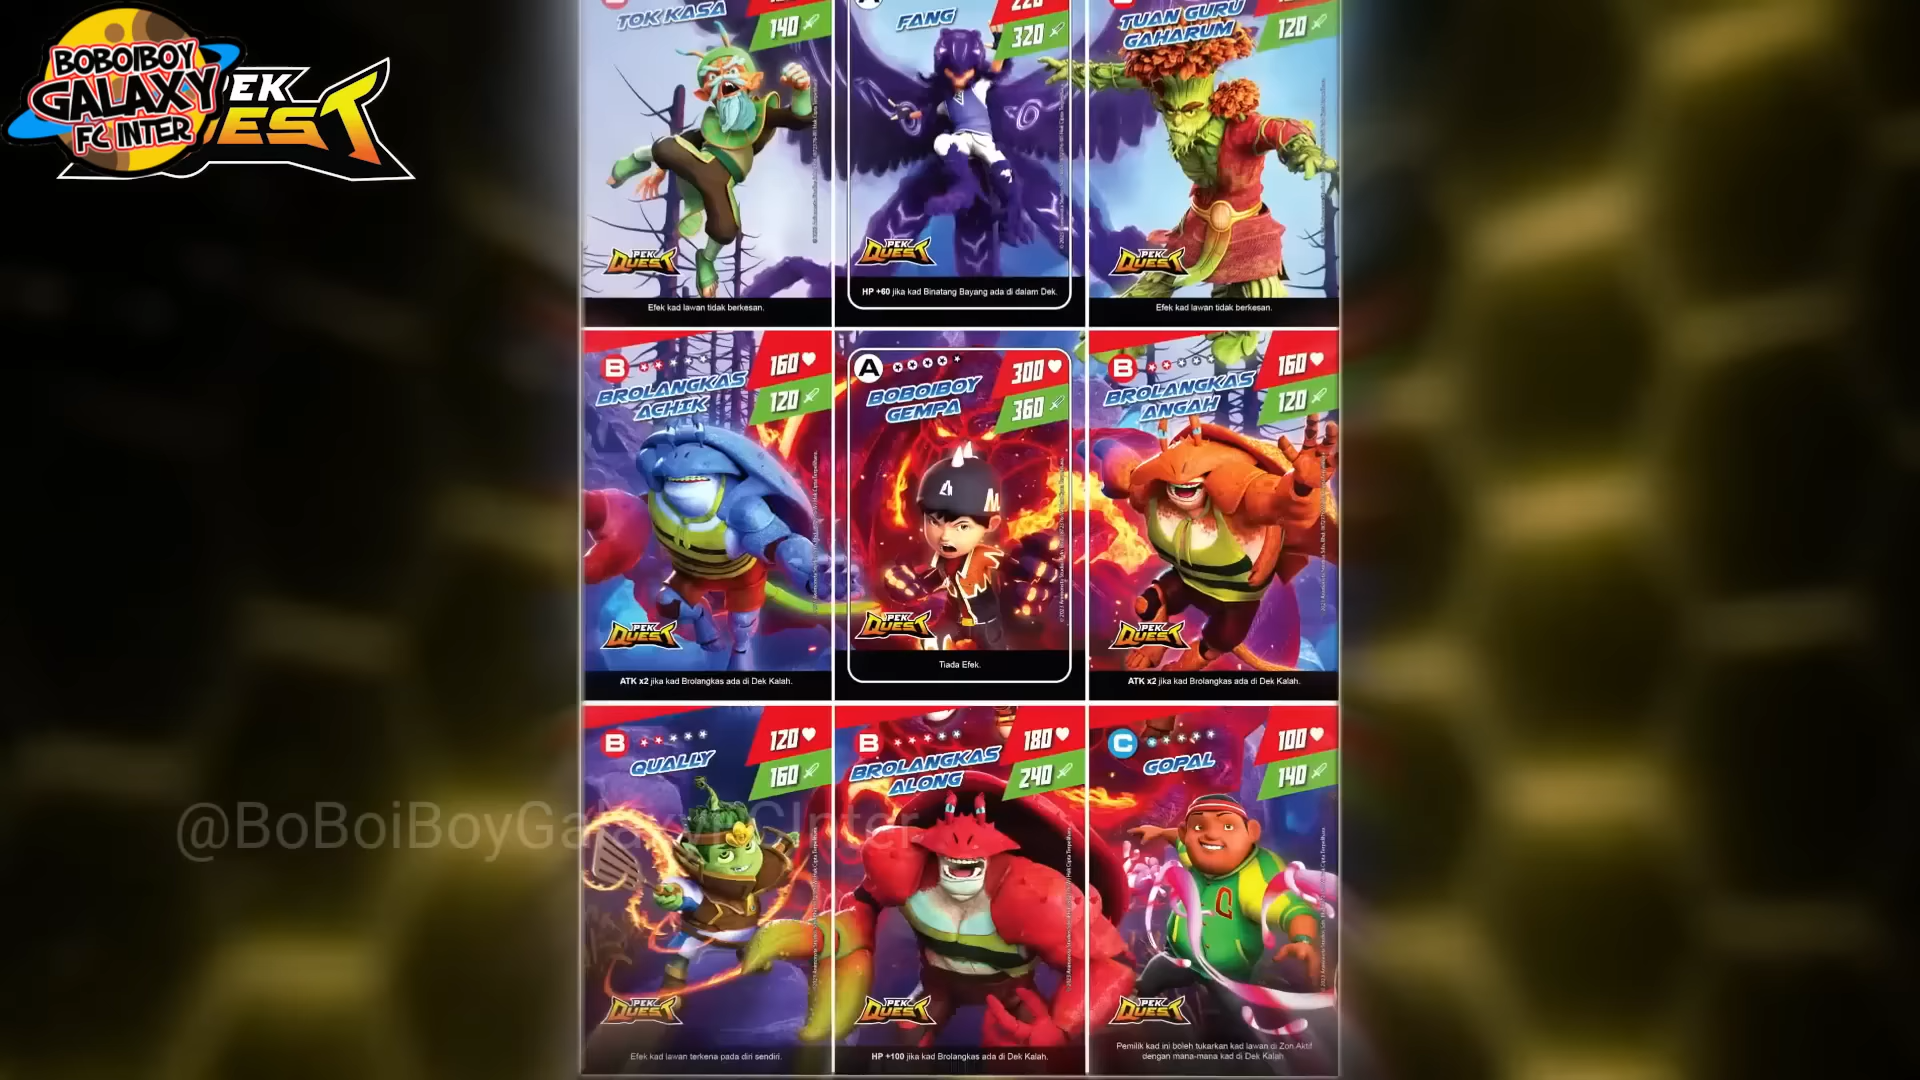 BOBOIBOY
GALAXY
FC INTER
PEK
QUEST
TOK KASA
140
FANG
220
320
TUAN GURU
GAHARUM
120
PEK
QUEST
PEK
QUEST
PEK
QUEST
Efek kad lawan tidak berkesan.
HP +60 jika kad Binatang Bayang ada di dalam Dek.
Efek kad lawan tidak berkesan.
B
160
BROLANGKAS
ACHIK
120
A
300
BOBOIBOY
GEMPA
360
B
160
BROLANGKAS
ANGAH
120
PEK
QUEST
PEK
QUEST
PEK
QUEST
ATK x2 jika kad Brolangkas ada di Dek Kalah.
Tiada Efek.
ATK x2 jika kad Brolangkas ada di Dek Kalah.
B
120
QUALLY
160
B
180
BROLANGKAS
ALONG
240
C
100
GOPAL
140
@BoBoiBoyGalaxyFCInter
PEK
QUEST
PEK
QUEST
PEK
QUEST
Efek kad lawan terkena pada diri sendiri.
HP +100 jika kad Brolangkas ada di Dek Kalah.
Pemilik kad ini boleh tukarkan kad lawan di Zon Aktif
dengan mana-mana kad di Dek Kalah